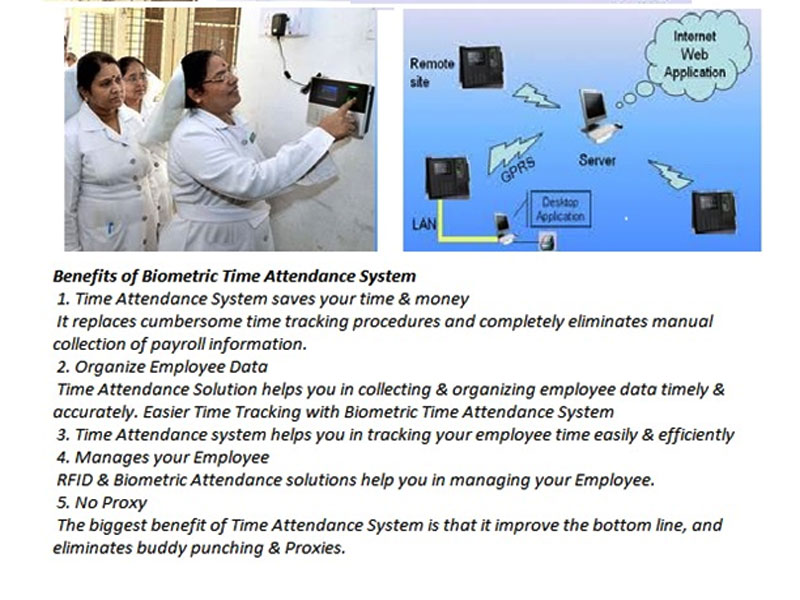 Remote
site
Internet
Web
Application
Server
GPRS
Desktop
Application
LAN
Benefits of Biometric Time Attendance System
1. Time Attendance System saves your time & money
It replaces cumbersome time tracking procedures and completely eliminates manual
collection of payroll information.
2. Organize Employee Data
Time Attendance Solution helps you in collecting & organizing employee data timely &
accurately. Easier Time Tracking with Biometric Time Attendance System
3. Time Attendance system helps you in tracking your employee time easily & efficiently
4. Manages your Employee
RFID & Biometric Attendance solutions help you in managing your Employee.
5. No Proxy
The biggest benefit of Time Attendance System is that it improve the bottom line, and
eliminates buddy punching & Proxies.